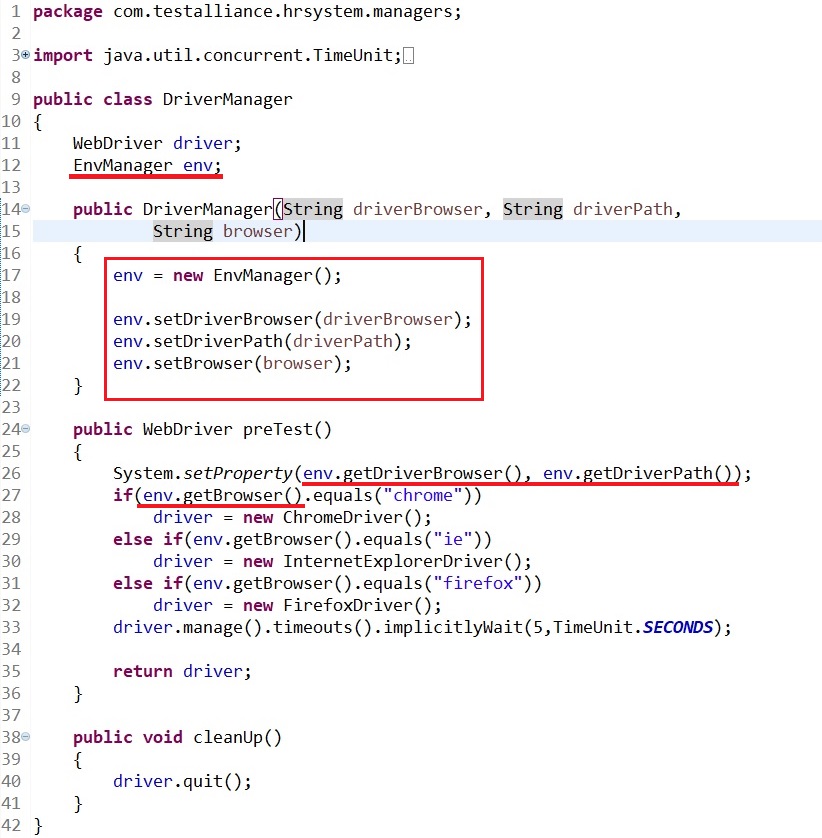 1 package com.testalliance.hrsystem.managers;
2
3 import java.util.concurrent.TimeUnit;
8
9 public class DriverManager
10 {
11     WebDriver driver;
12     EnvManager env;
13
14     public DriverManager(String driverBrowser, String driverPath,
15             String browser)
16     {
17         env = new EnvManager();
18
19         env.setDriverBrowser(driverBrowser);
20         env.setDriverPath(driverPath);
21         env.setBrowser(browser);
22     }
23
24     public WebDriver preTest()
25     {
26         System.setProperty(env.getDriverBrowser(), env.getDriverPath());
27         if(env.getBrowser().equals("chrome"))
28             driver = new ChromeDriver();
29         else if(env.getBrowser().equals("ie"))
30             driver = new InternetExplorerDriver();
31         else if(env.getBrowser().equals("firefox"))
32             driver = new FirefoxDriver();
33         driver.manage().timeouts().implicitlyWait(5,TimeUnit.SECONDS);
34
35         return driver;
36     }
37
38     public void cleanUp()
39     {
40         driver.quit();
41     }
42 }